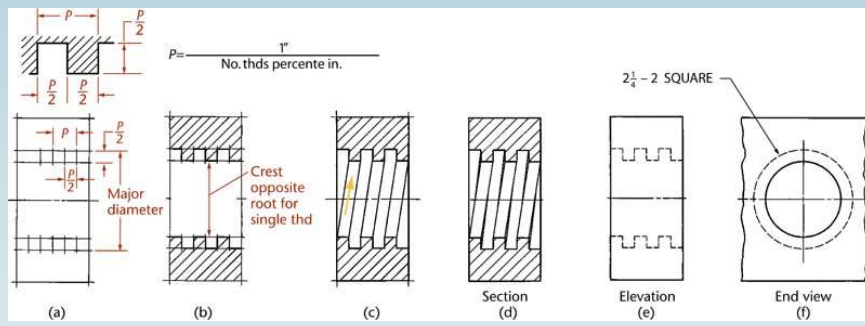 P
P/2
P/2 P/2
P= 1" / No. thds percente in.
2 1/4 – 2 SQUARE
P
P/2
P/2
Major
diameter
Crest
opposite
root for
single thd
Section
Elevation
End view
(a)
(b)
(c)
(d)
(e)
(f)